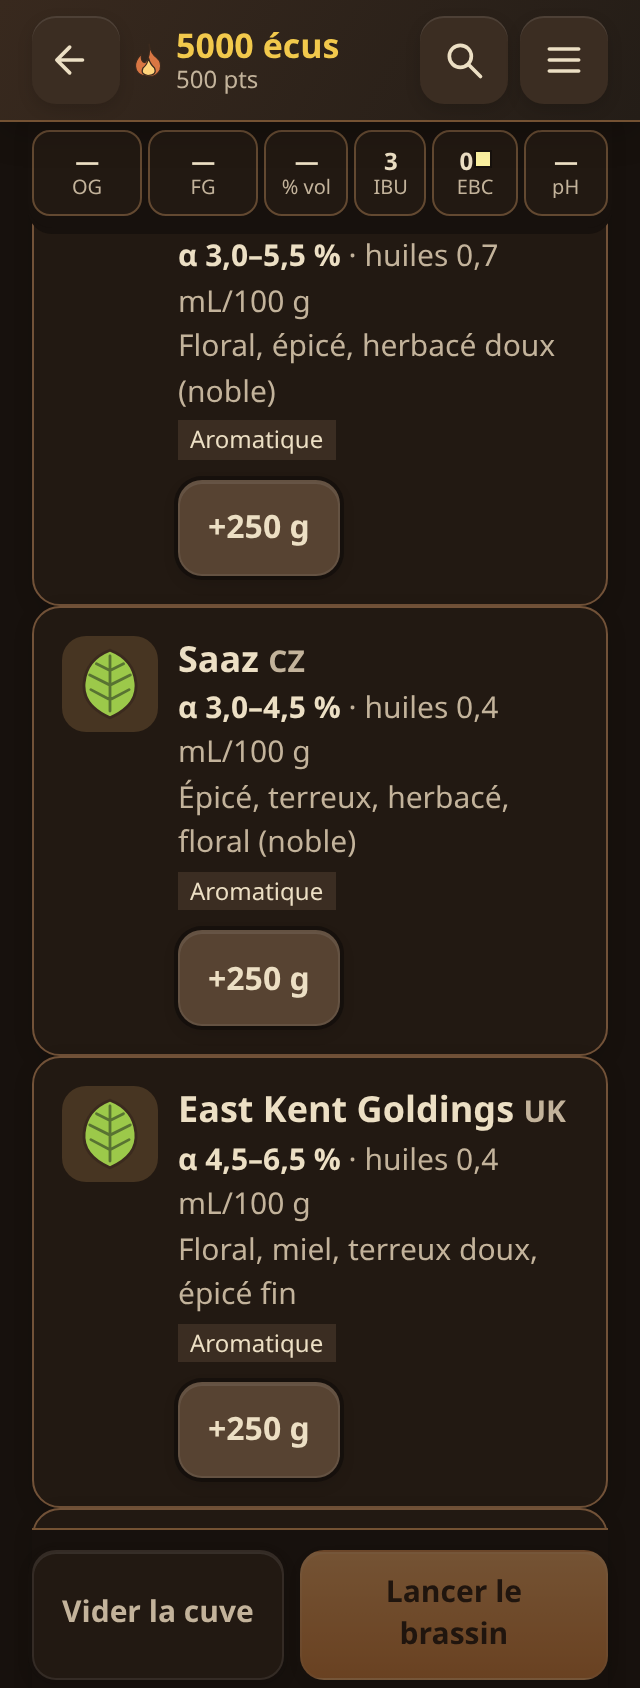 5000 écus
500 pts
—
OG
—
FG
—
% vol
3
IBU
0
EBC
—
pH
α 3,0–5,5 % · huiles 0,7
mL/100 g
Floral, épicé, herbacé doux
(noble)
Aromatique
+250 g
Saaz CZ
α 3,0–4,5 % · huiles 0,4
mL/100 g
Épicé, terreux, herbacé,
floral (noble)
Aromatique
+250 g
East Kent Goldings UK
α 4,5–6,5 % · huiles 0,4
mL/100 g
Floral, miel, terreux doux,
épicé fin
Aromatique
+250 g
Vider la cuve
Lancer le
brassin